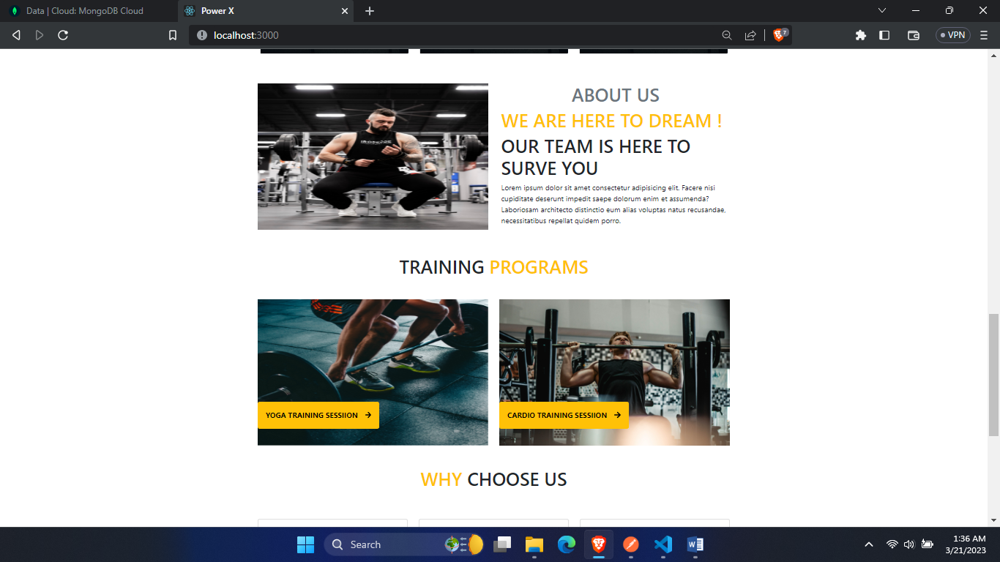 Data | Cloud: MongoDB Cloud
Power X
localhost:3000
7
VPN
ABOUT US
WE ARE HERE TO DREAM !
OUR TEAM IS HERE TO
SURVE YOU
Lorem ipsum dolor sit amet consectetur adipisicing elit. Facere nisi
cupiditate deserunt impedit saepe dolorum enim et assumenda?
Laboriosam architecto distinctio eum alias voluptas natus recusandae,
necessitatibus repellat quidem porro.
TRAINING PROGRAMS
YOGA TRAINING SESSIION
CARDIO TRAINING SESSIION
WHY CHOOSE US
Search
1:36 AM
3/21/2023